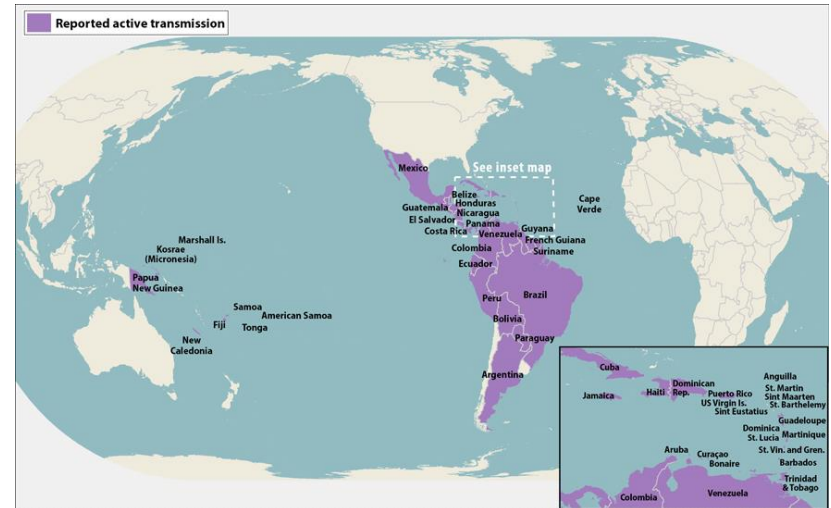 Reported active transmission
See inset map
Mexico
Belize
Honduras
Guatemala
Nicaragua
El Salvador
Panama
Costa Rica
Venezuela
Guyana
French Guiana
Suriname
Colombia
Ecuador
Peru
Brazil
Bolivia
Paraguay
Argentina
Cape
Verde
Marshall Is.
Kosrae
(Micronesia)
Papua
New Guinea
Samoa
American Samoa
Fiji
Tonga
New
Caledonia
Cuba
Jamaica
Haiti
Dominican
Rep.
Puerto Rico
US Virgin Is.
Sint Eustatius
Anguilla
St. Martin
Sint Maarten
St. Barthelemy
Guadeloupe
Dominica
Martinique
St. Lucia
St. Vin. and Gren.
Barbados
Aruba
Curaçao
Bonaire
Trinidad
& Tobago
Colombia
Venezuela